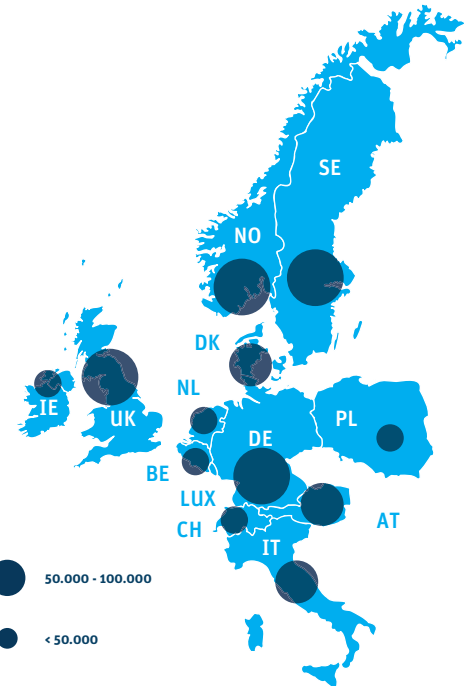 SE
NO
DK
NL
IE
UK
PL
DE
BE
LUX
CH
AT
IT
50.000 - 100.000
< 50.000